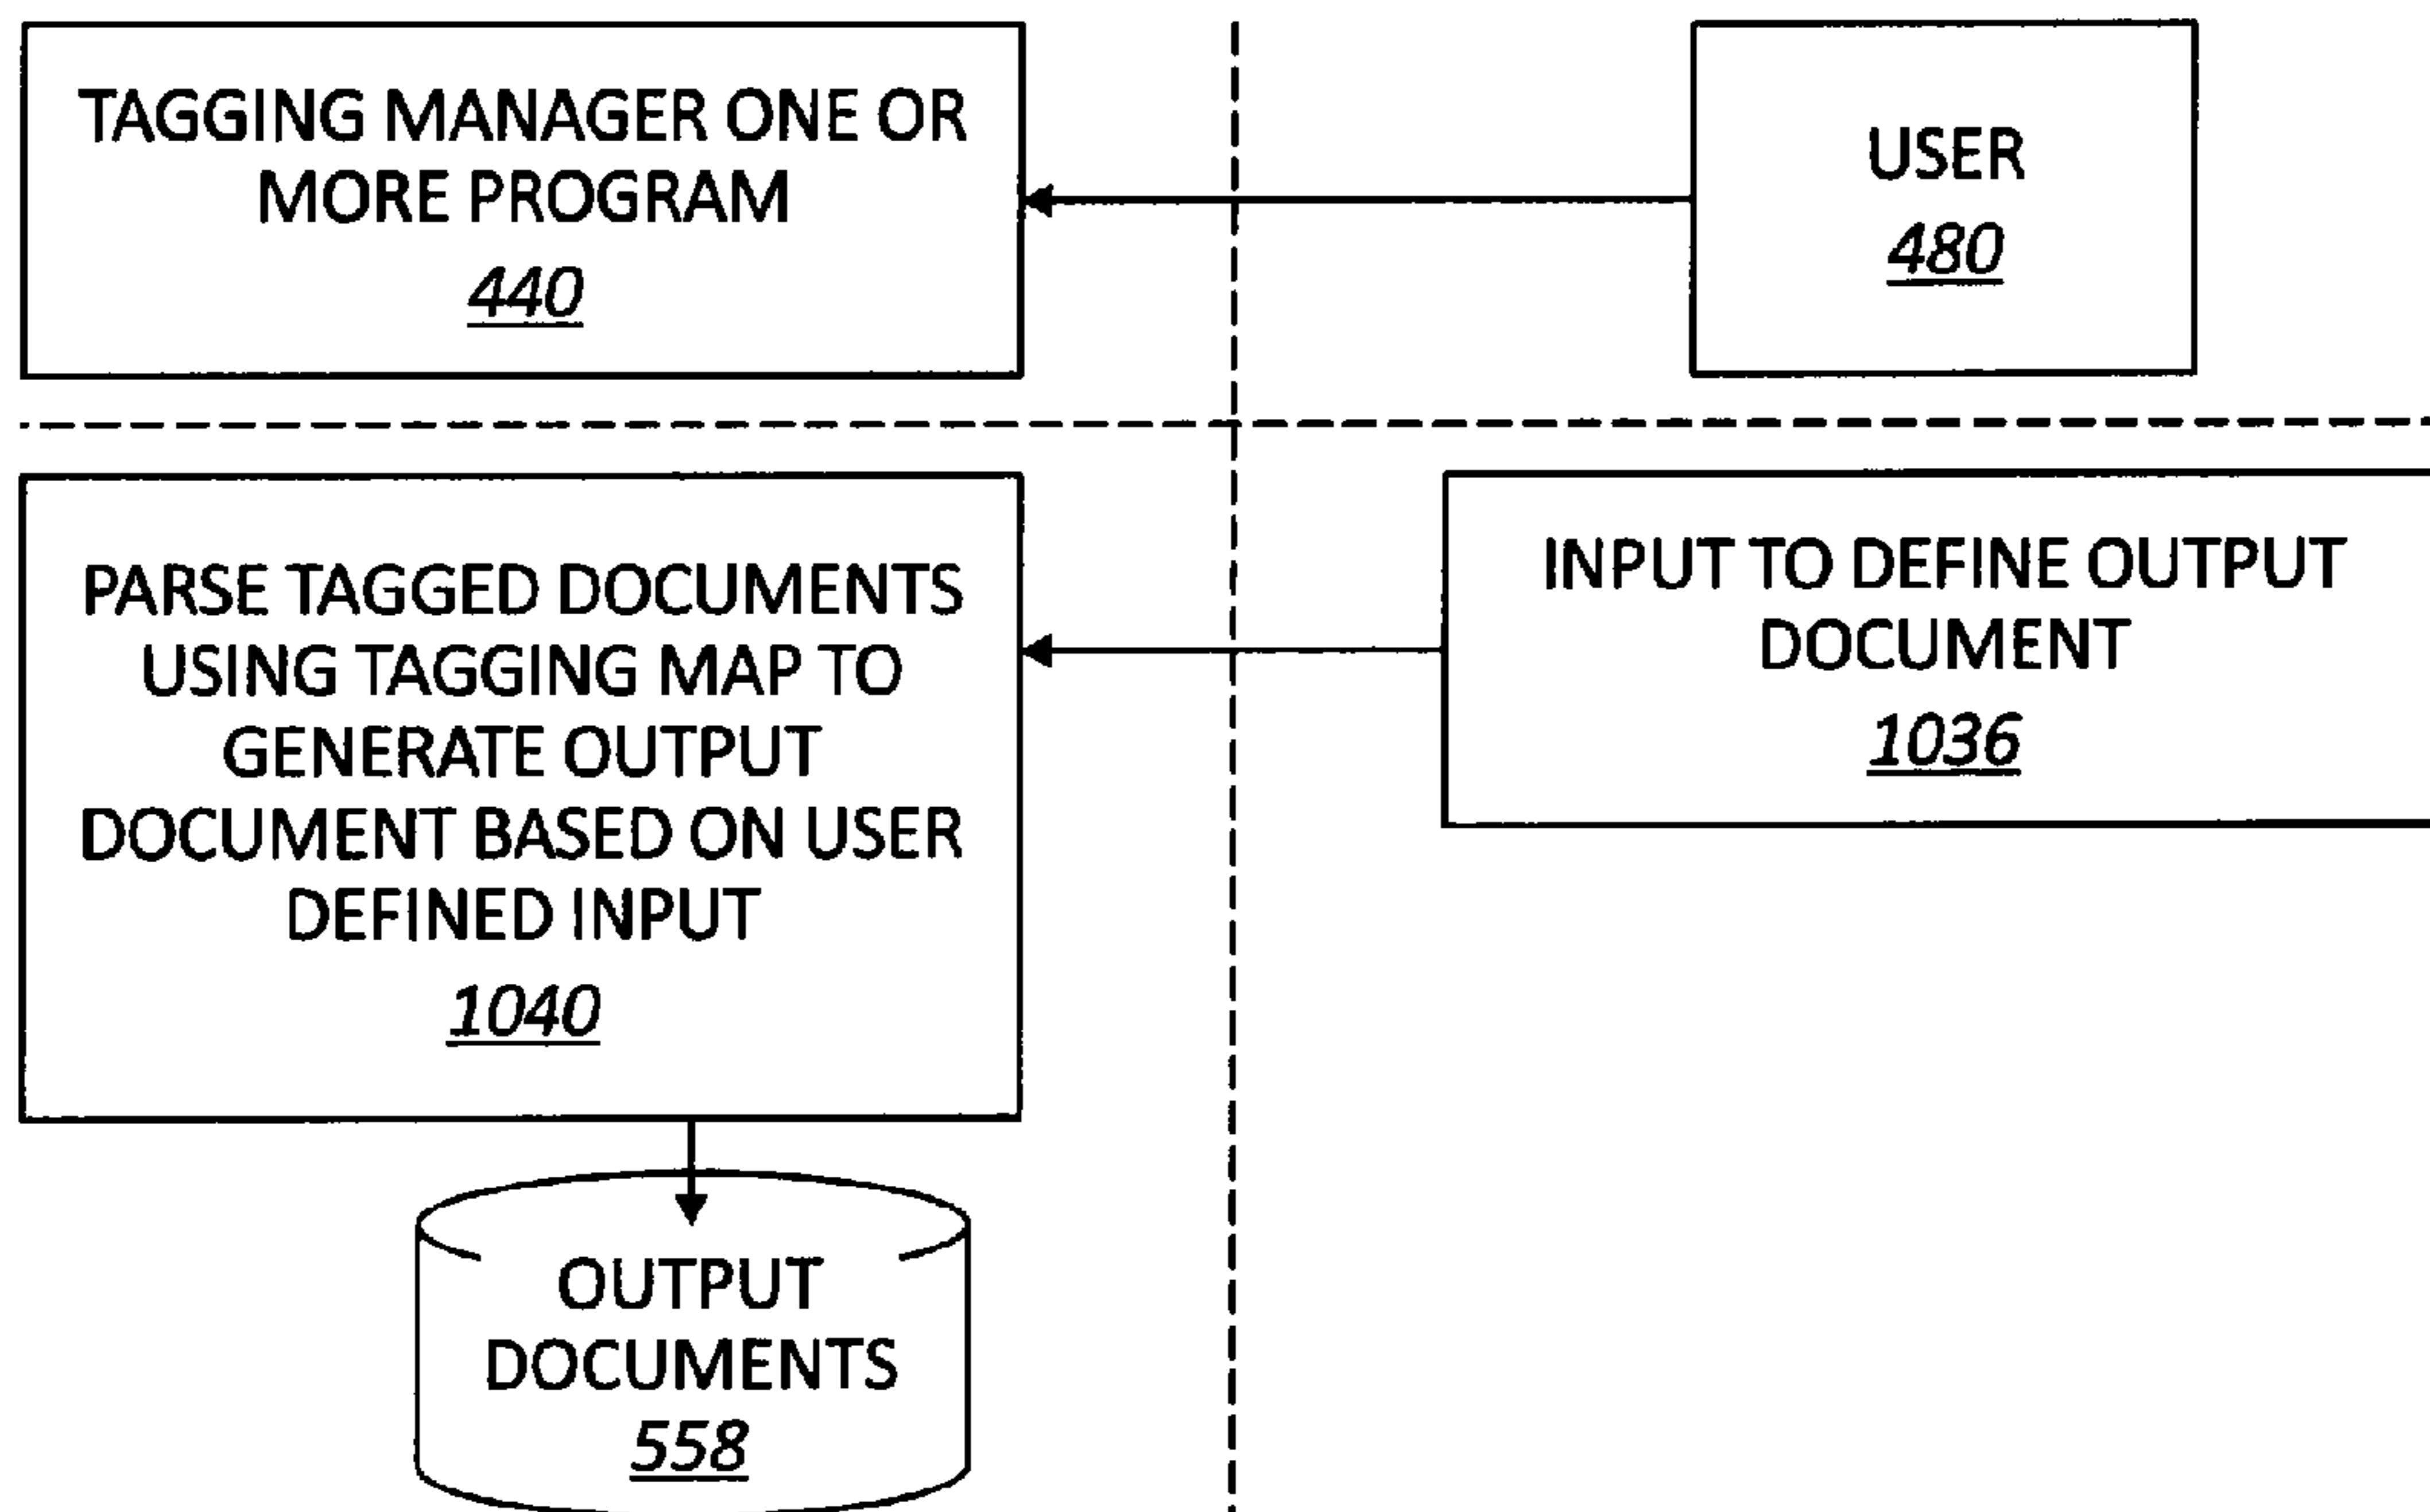 TAGGING MANAGER ONE OR
MORE PROGRAM
440
USER
480
PARSE TAGGED DOCUMENTS
USING TAGGING MAP TO
GENERATE OUTPUT
DOCUMENT BASED ON USER
DEFINED INPUT
1040
INPUT TO DEFINE OUTPUT
DOCUMENT
1036
OUTPUT
DOCUMENTS
558